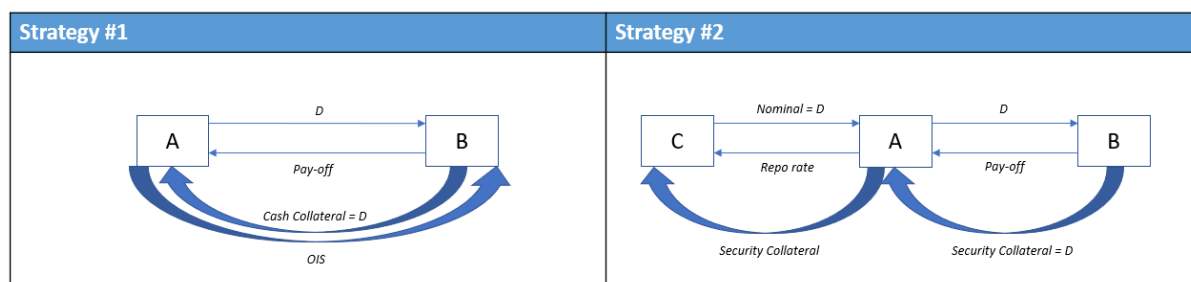 Strategy #1
Strategy #2
D
A
B
Pay-off
Cash Collateral = D
OIS
Nominal = D
D
C
A
B
Repo rate
Pay-off
Security Collateral
Security Collateral = D